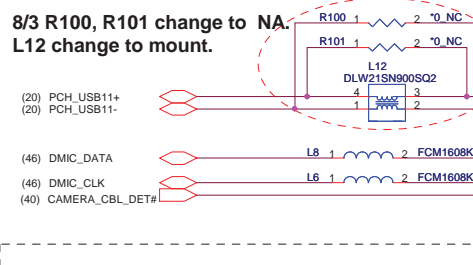 8/3 R100, R101 change to NA.
L12 change to mount.
R100 1 2 *0_NC
R101 1 2 *0_NC
L12
DLW21SN900SQ2
(20) PCH_USB11+ 4 3
(20) PCH_USB11- 1 2
(46) DMIC_DATA L8 1 2 FCM1608K
(46) DMIC_CLK L6 1 2 FCM1608K
(40) CAMERA_CBL_DET#